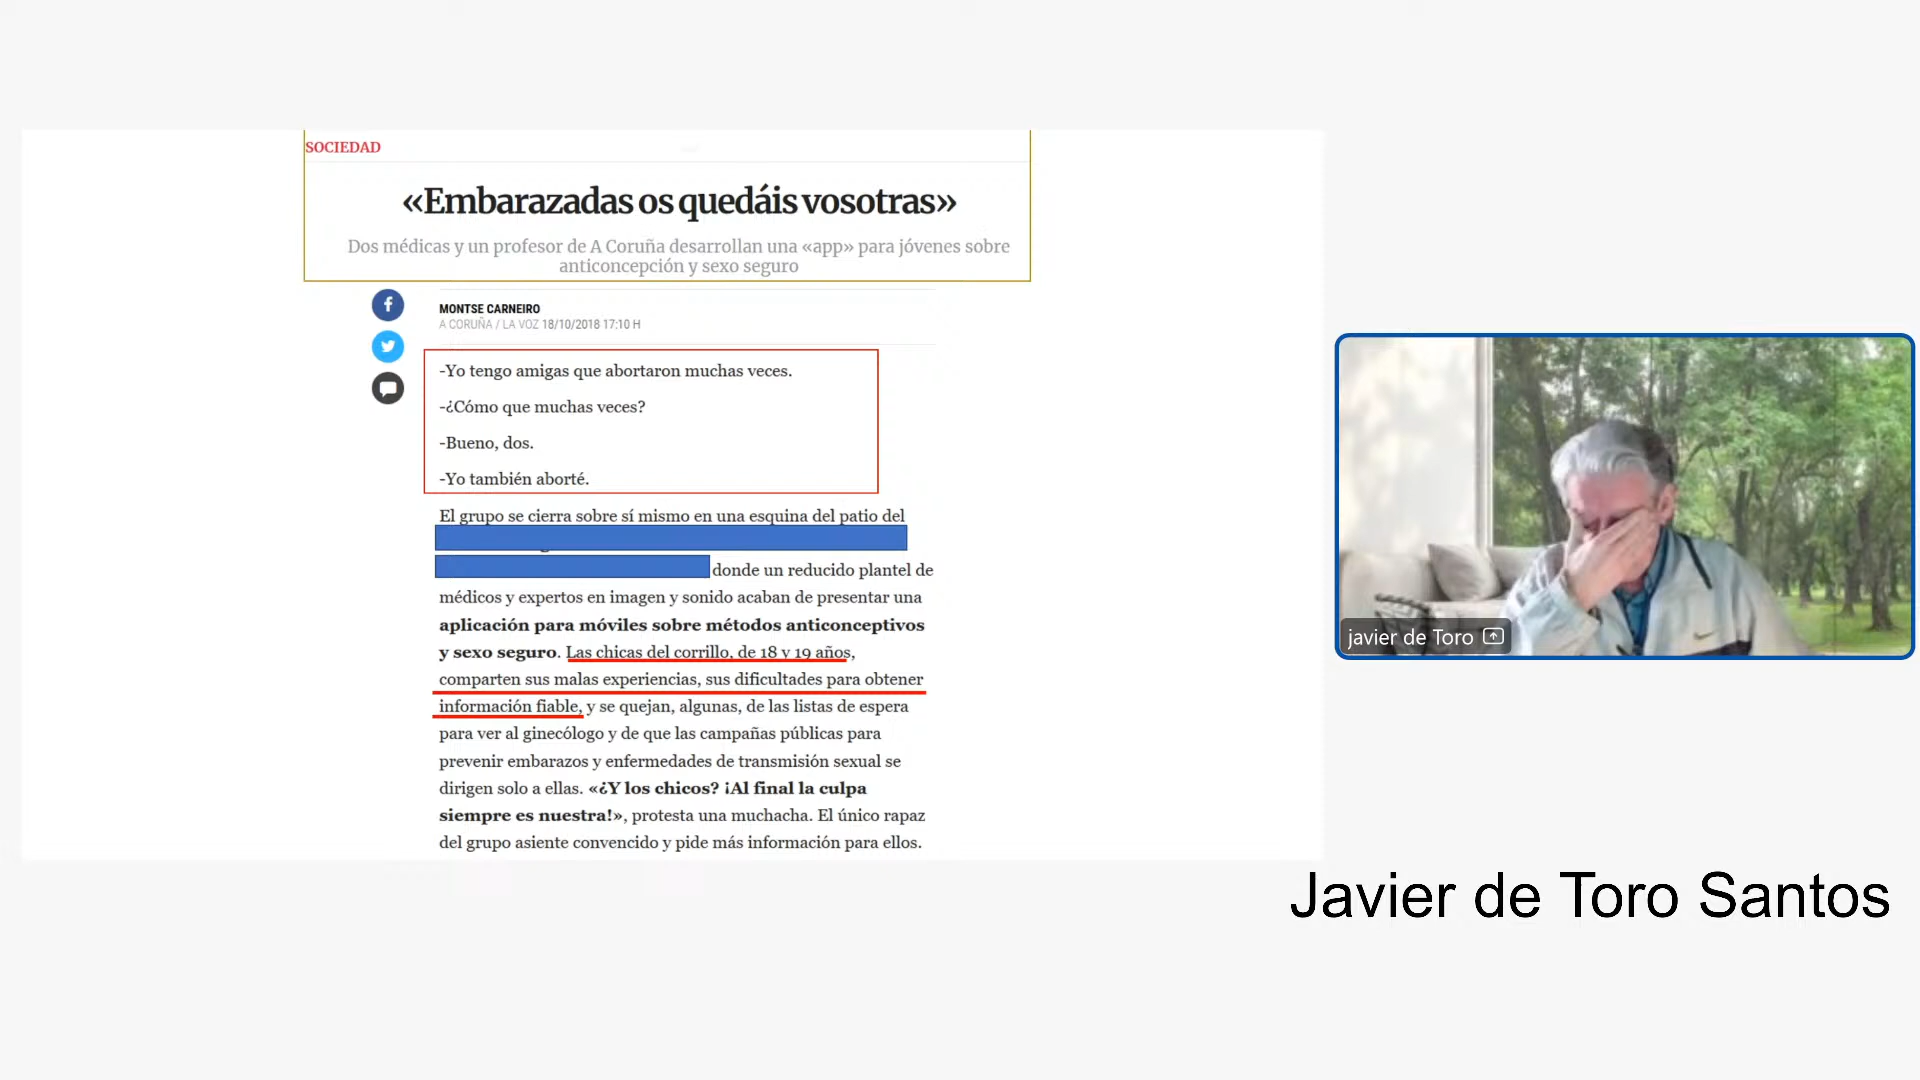 SOCIEDAD
«Embarazadas os quedáis vosotras»
Dos médicas y un profesor de A Coruña desarrollan una «app» para jóvenes sobre
anticoncepción y sexo seguro
MONTSE CARNEIRO
A CORUÑA / LA VOZ 18/10/2018 17:10 H
-Yo tengo amigas que abortaron muchas veces.
-¿Cómo que muchas veces?
-Bueno, dos.
-Yo también aborté.
El grupo se cierra sobre sí mismo en una esquina del patio del
donde un reducido plantel de
médicos y expertos en imagen y sonido acaban de presentar una
aplicación para móviles sobre métodos anticonceptivos
y sexo seguro. Las chicas del corrillo, de 18 y 19 años,
comparten sus malas experiencias, sus dificultades para obtener
información fiable, y se quejan, algunas, de las listas de espera
para ver al ginecólogo y de que las campañas públicas para
prevenir embarazos y enfermedades de transmisión sexual se
dirigen solo a ellas. «¿Y los chicos? ¡Al final la culpa
siempre es nuestra!», protesta una muchacha. El único rapaz
del grupo asiente convencido y pide más información para ellos.
javier de Toro
Javier de Toro Santos